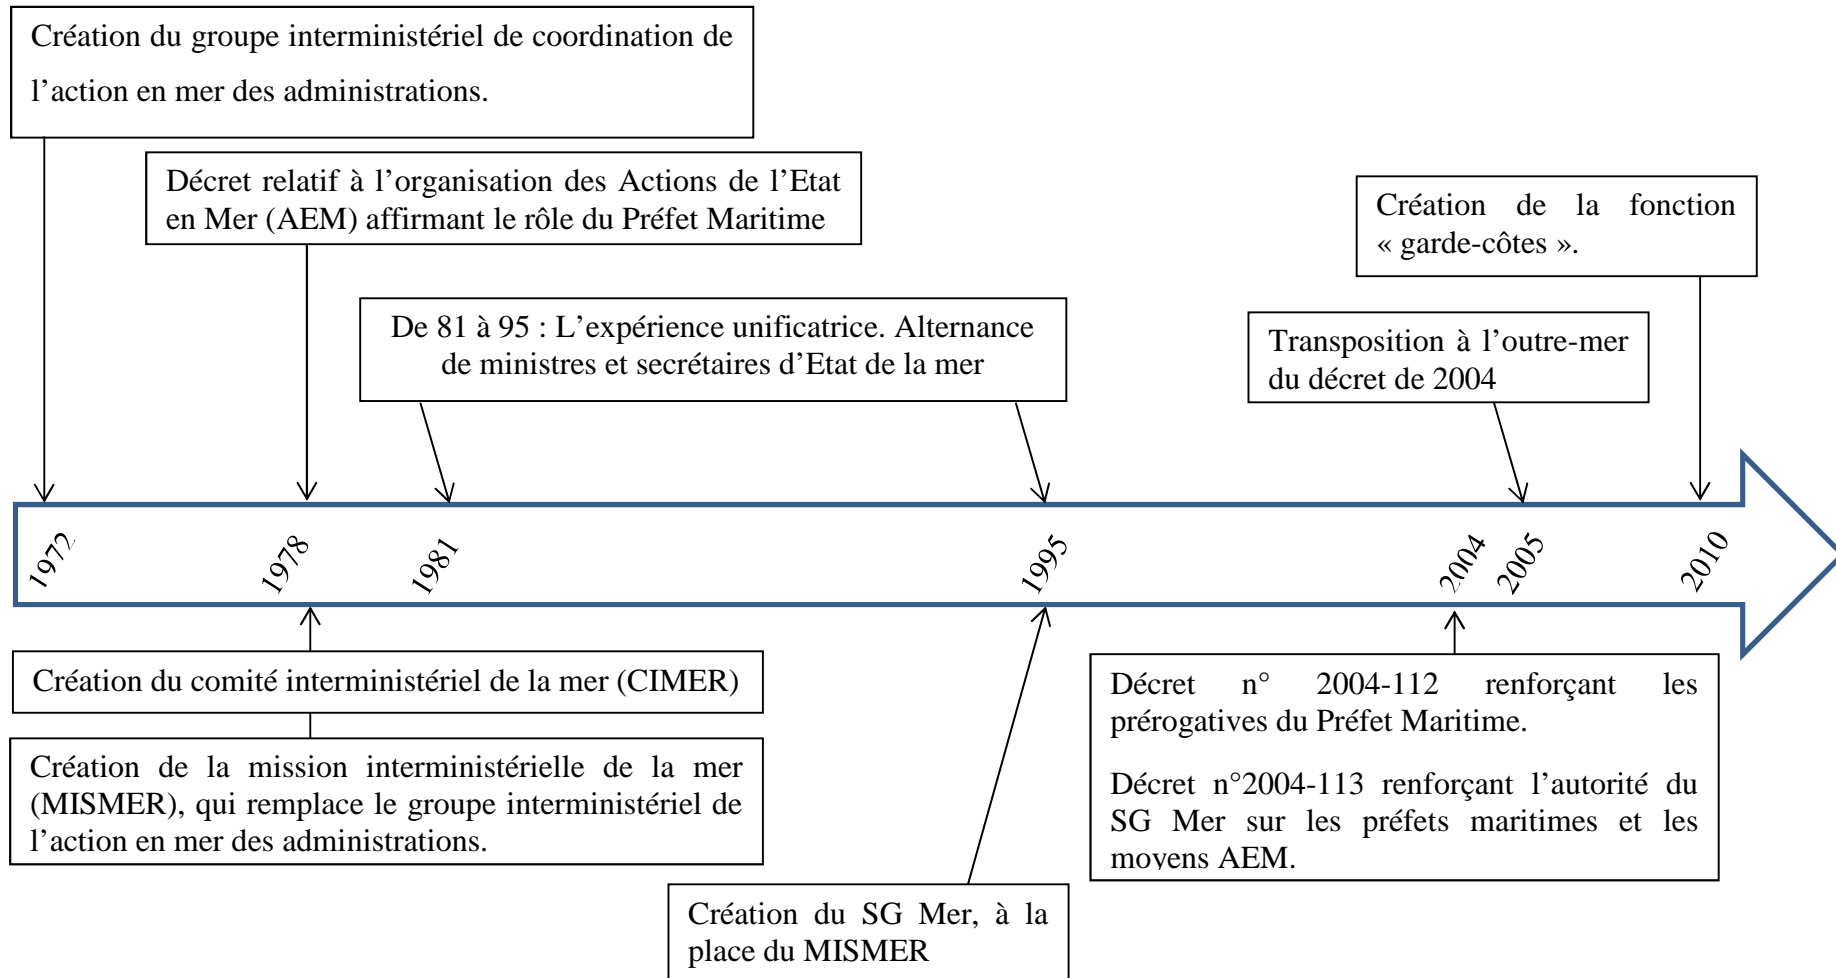 Création du groupe interministériel de coordination de
l’action en mer des administrations.
Décret relatif à l’organisation des Actions de l’Etat
en Mer (AEM) affirmant le rôle du Préfet Maritime
Création de la fonction
« garde-côtes ».
De 81 à 95 : L’expérience unificatrice. Alternance
de ministres et secrétaires d’Etat de la mer
Transposition à l’outre-mer
du décret de 2004
1972
1978
1981
1995
2004
2005
2010
Création du comité interministériel de la mer (CIMER)
Création de la mission interministérielle de la mer
(MISMER), qui remplace le groupe interministériel de
l’action en mer des administrations.
Décret n° 2004-112 renforçant les
prérogatives du Préfet Maritime.
Décret n°2004-113 renforçant l’autorité du
SG Mer sur les préfets maritimes et les
moyens AEM.
Création du SG Mer, à la
place du MISMER